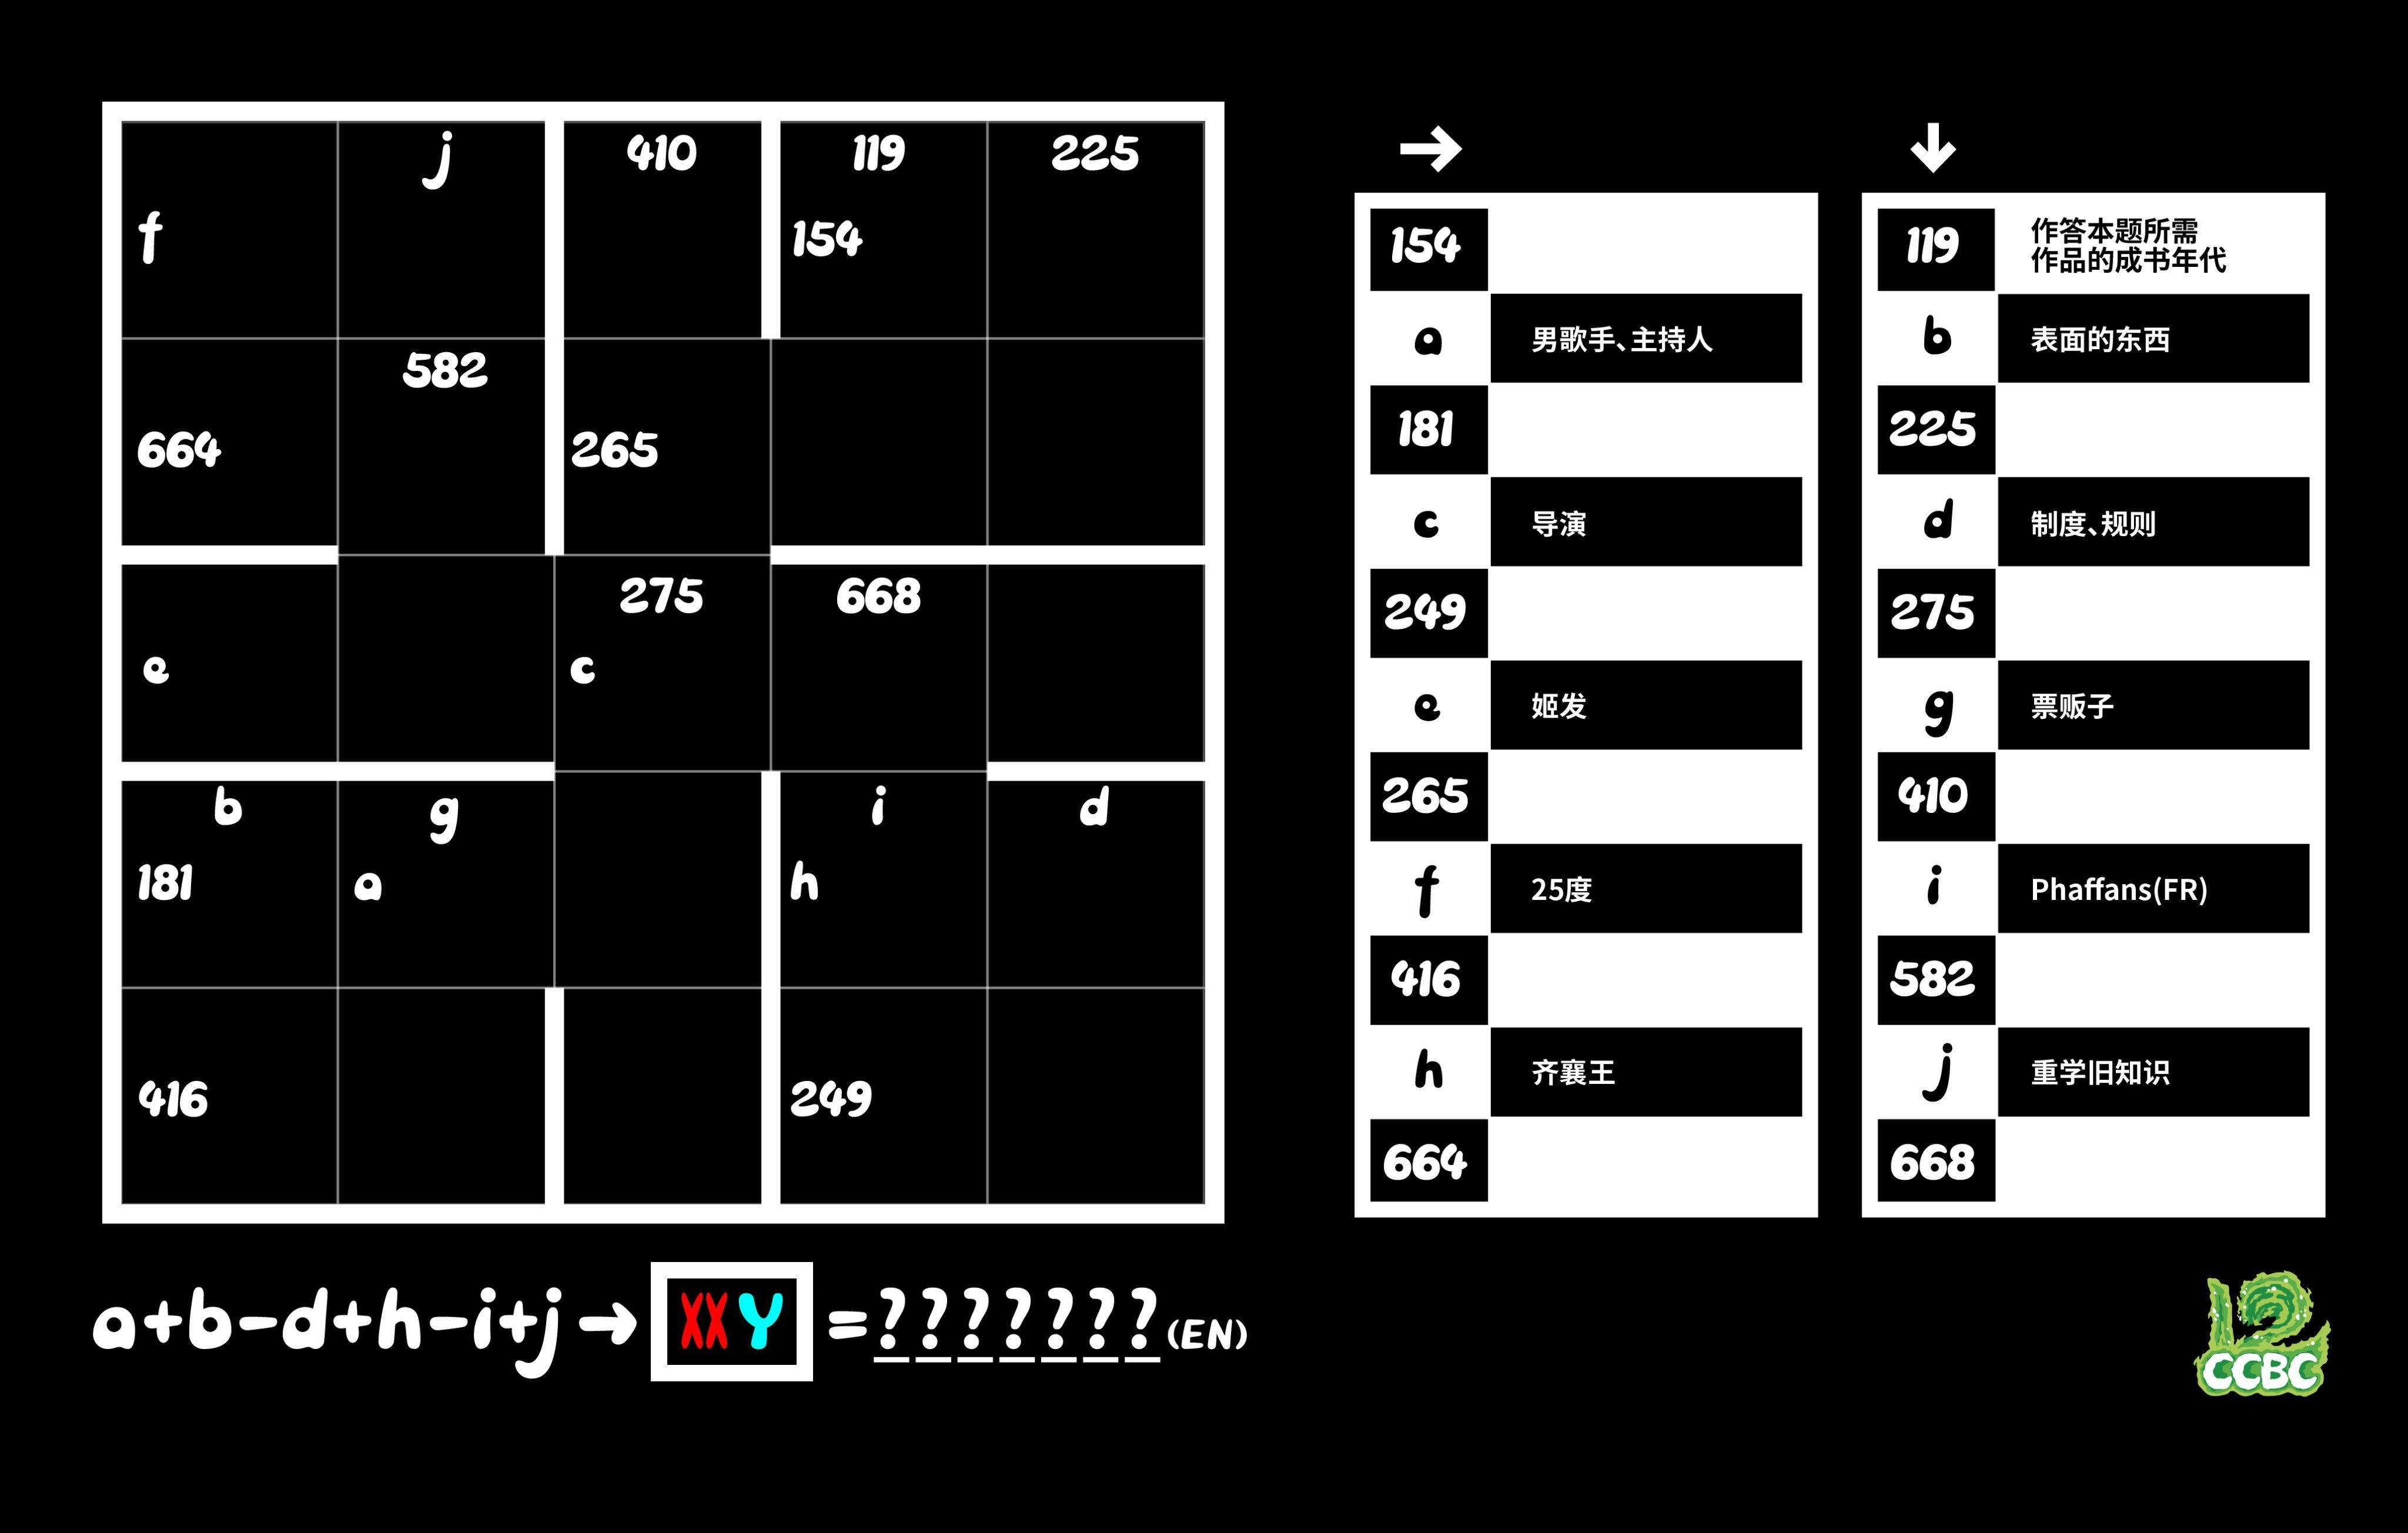 j 410 119 225
f 154
582
664 265
275 668
e c
b g i d
181 a h
416 249
→ ↓
154
a 男歌手、主持人
181
c 导演
249
e 姬发
265
f 25度
416
h 齐襄王
664
119 作答本题所需
作品的成书年代
b 表面的东西
225
d 制度、规则
275
g 票贩子
410
i Phaffans(FR)
582
j 重学旧知识
668
a+b-d+h-i+j→XXY=???????(EN)
12
CCBC